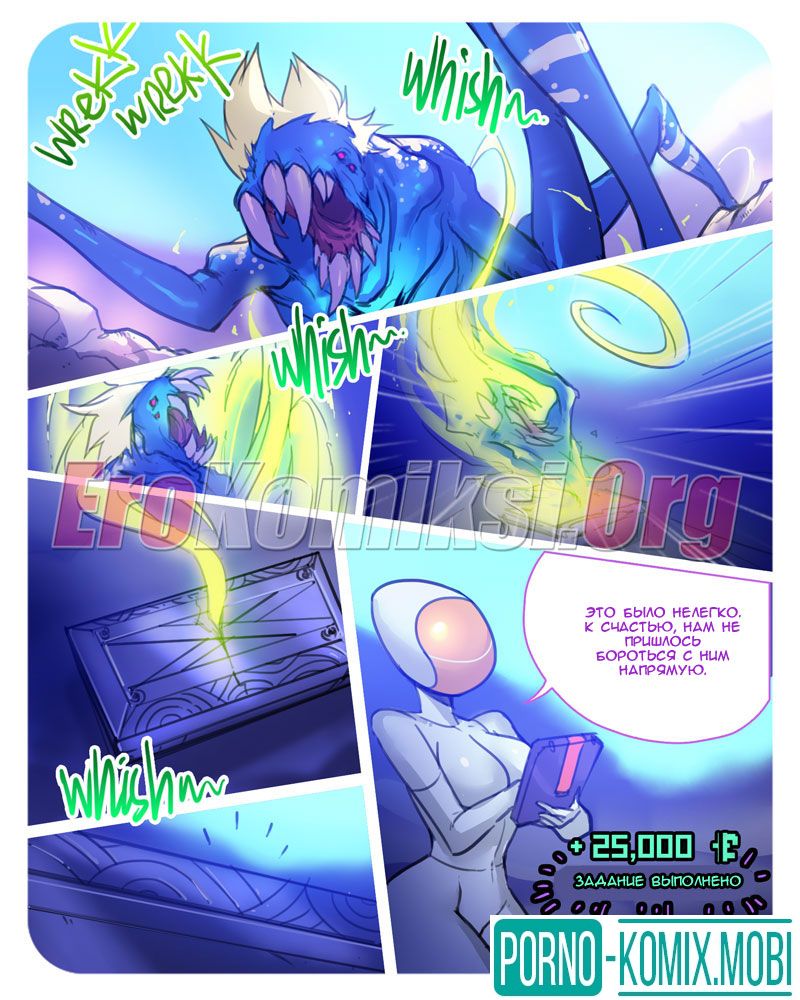 WREKK
WREKK
Whish~
Whish~
EroKomiksi.Org
ЭТО БЫЛО НЕЛЕГКО.
К СЧАСТЬЮ, НАМ НЕ
ПРИШЛОСЬ
БОРОТЬСЯ С НИМ
НАПРЯМУЮ.
Whish~
+ 25,000
ЗАДАНИЕ ВЫПОЛНЕНО
PORNO-KOMIX.MOBI